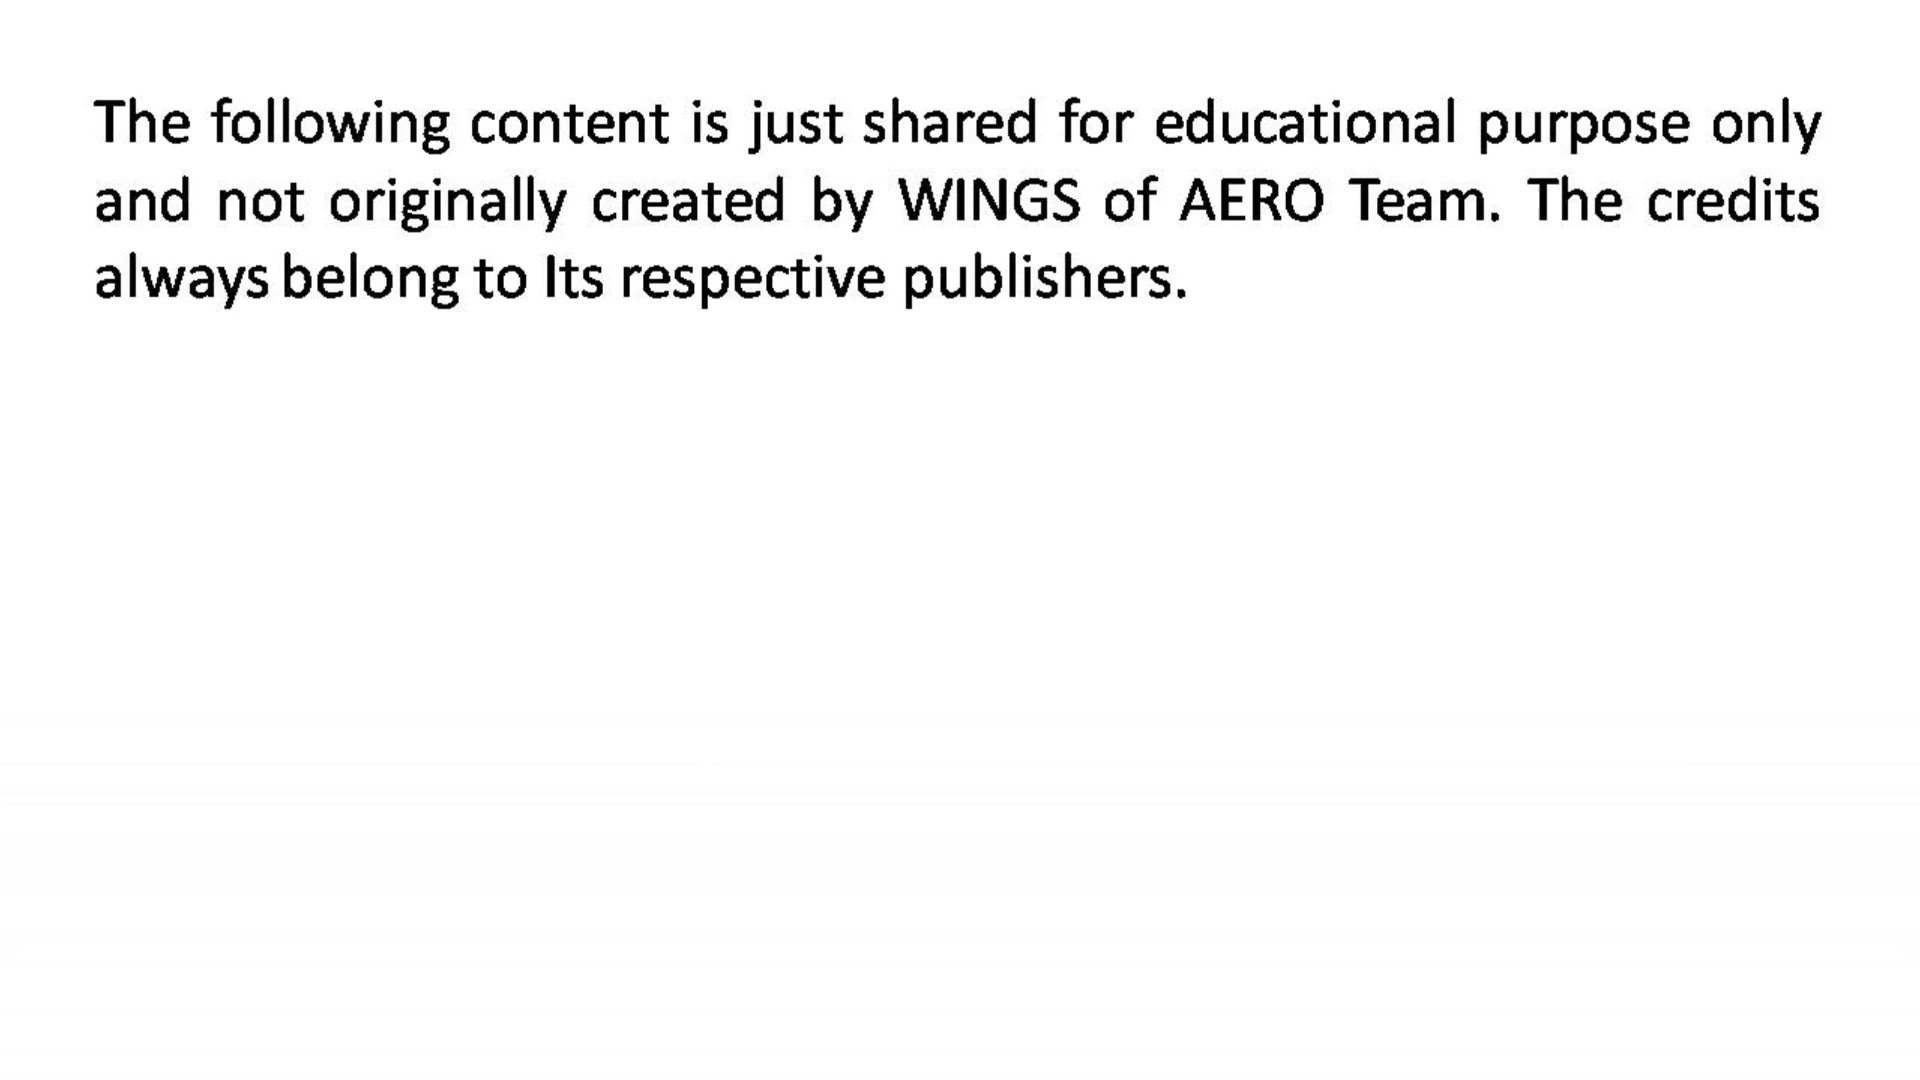 The following content is just shared for educational purpose only
and not originally created by WINGS of AERO Team. The credits
always belong to Its respective publishers.